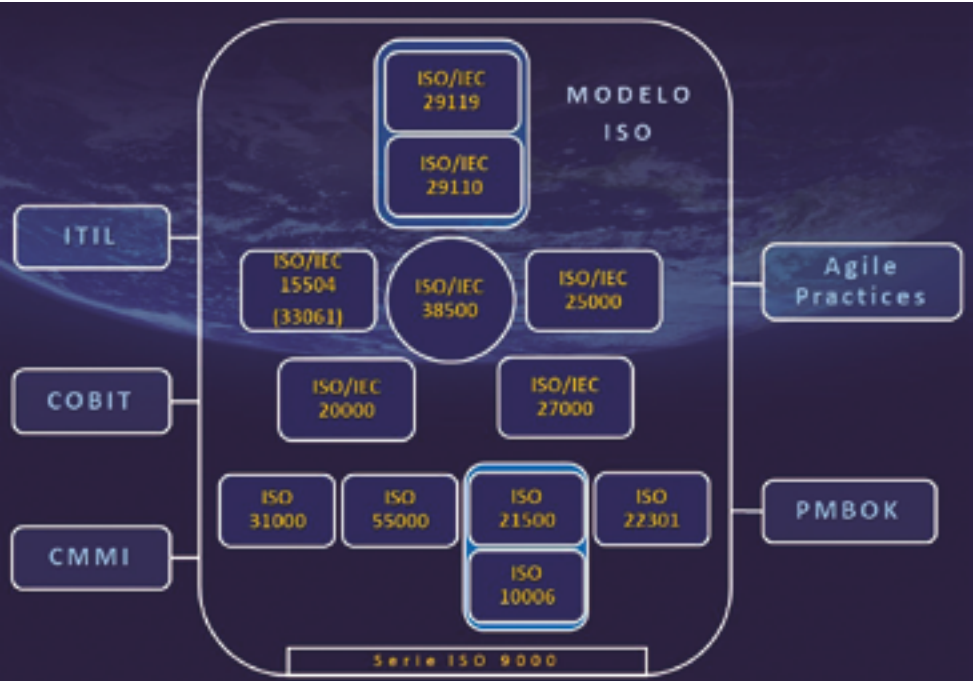 ISO/IEC
29119
MODELO
ISO
ISO/IEC
29110
ITIL
ISO/IEC
15504
(33061)
ISO/IEC
38500
ISO/IEC
25000
Agile
Practices
COBIT
ISO/IEC
20000
ISO/IEC
27000
ISO
31000
ISO
55000
ISO
21500
ISO
22301
PMBOK
CMMI
ISO
10006
Serie ISO 9000